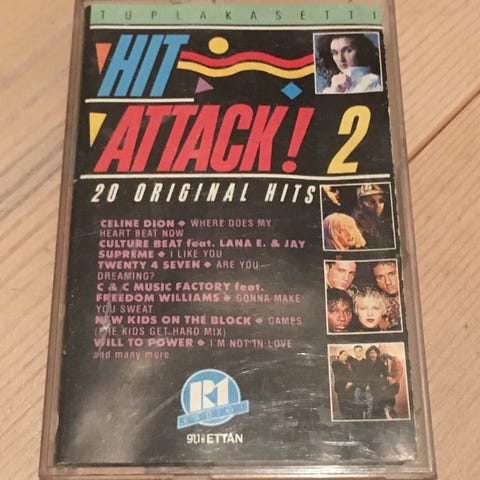 TUPLAKASETTI
HIT
ATTACK! 2
20 ORIGINAL HITS
CELINE DION ◆ WHERE DOES MY
HEART BEAT NOW
CULTURE BEAT feat. LANA E. & JAY
SUPREME ◆ I LIKE YOU
TWENTY 4 SEVEN ◆ ARE YOU
DREAMING?
C & C MUSIC FACTORY feat.
FREEDOM WILLIAMS ◆ GONNA MAKE
YOU SWEAT
NEW KIDS ON THE BLOCK ◆ GAMES
(THE KIDS GET HARD MIX)
WILL TO POWER ◆ I M NOT IN LOVE
and many more
R1
RADIO1
ETTAN